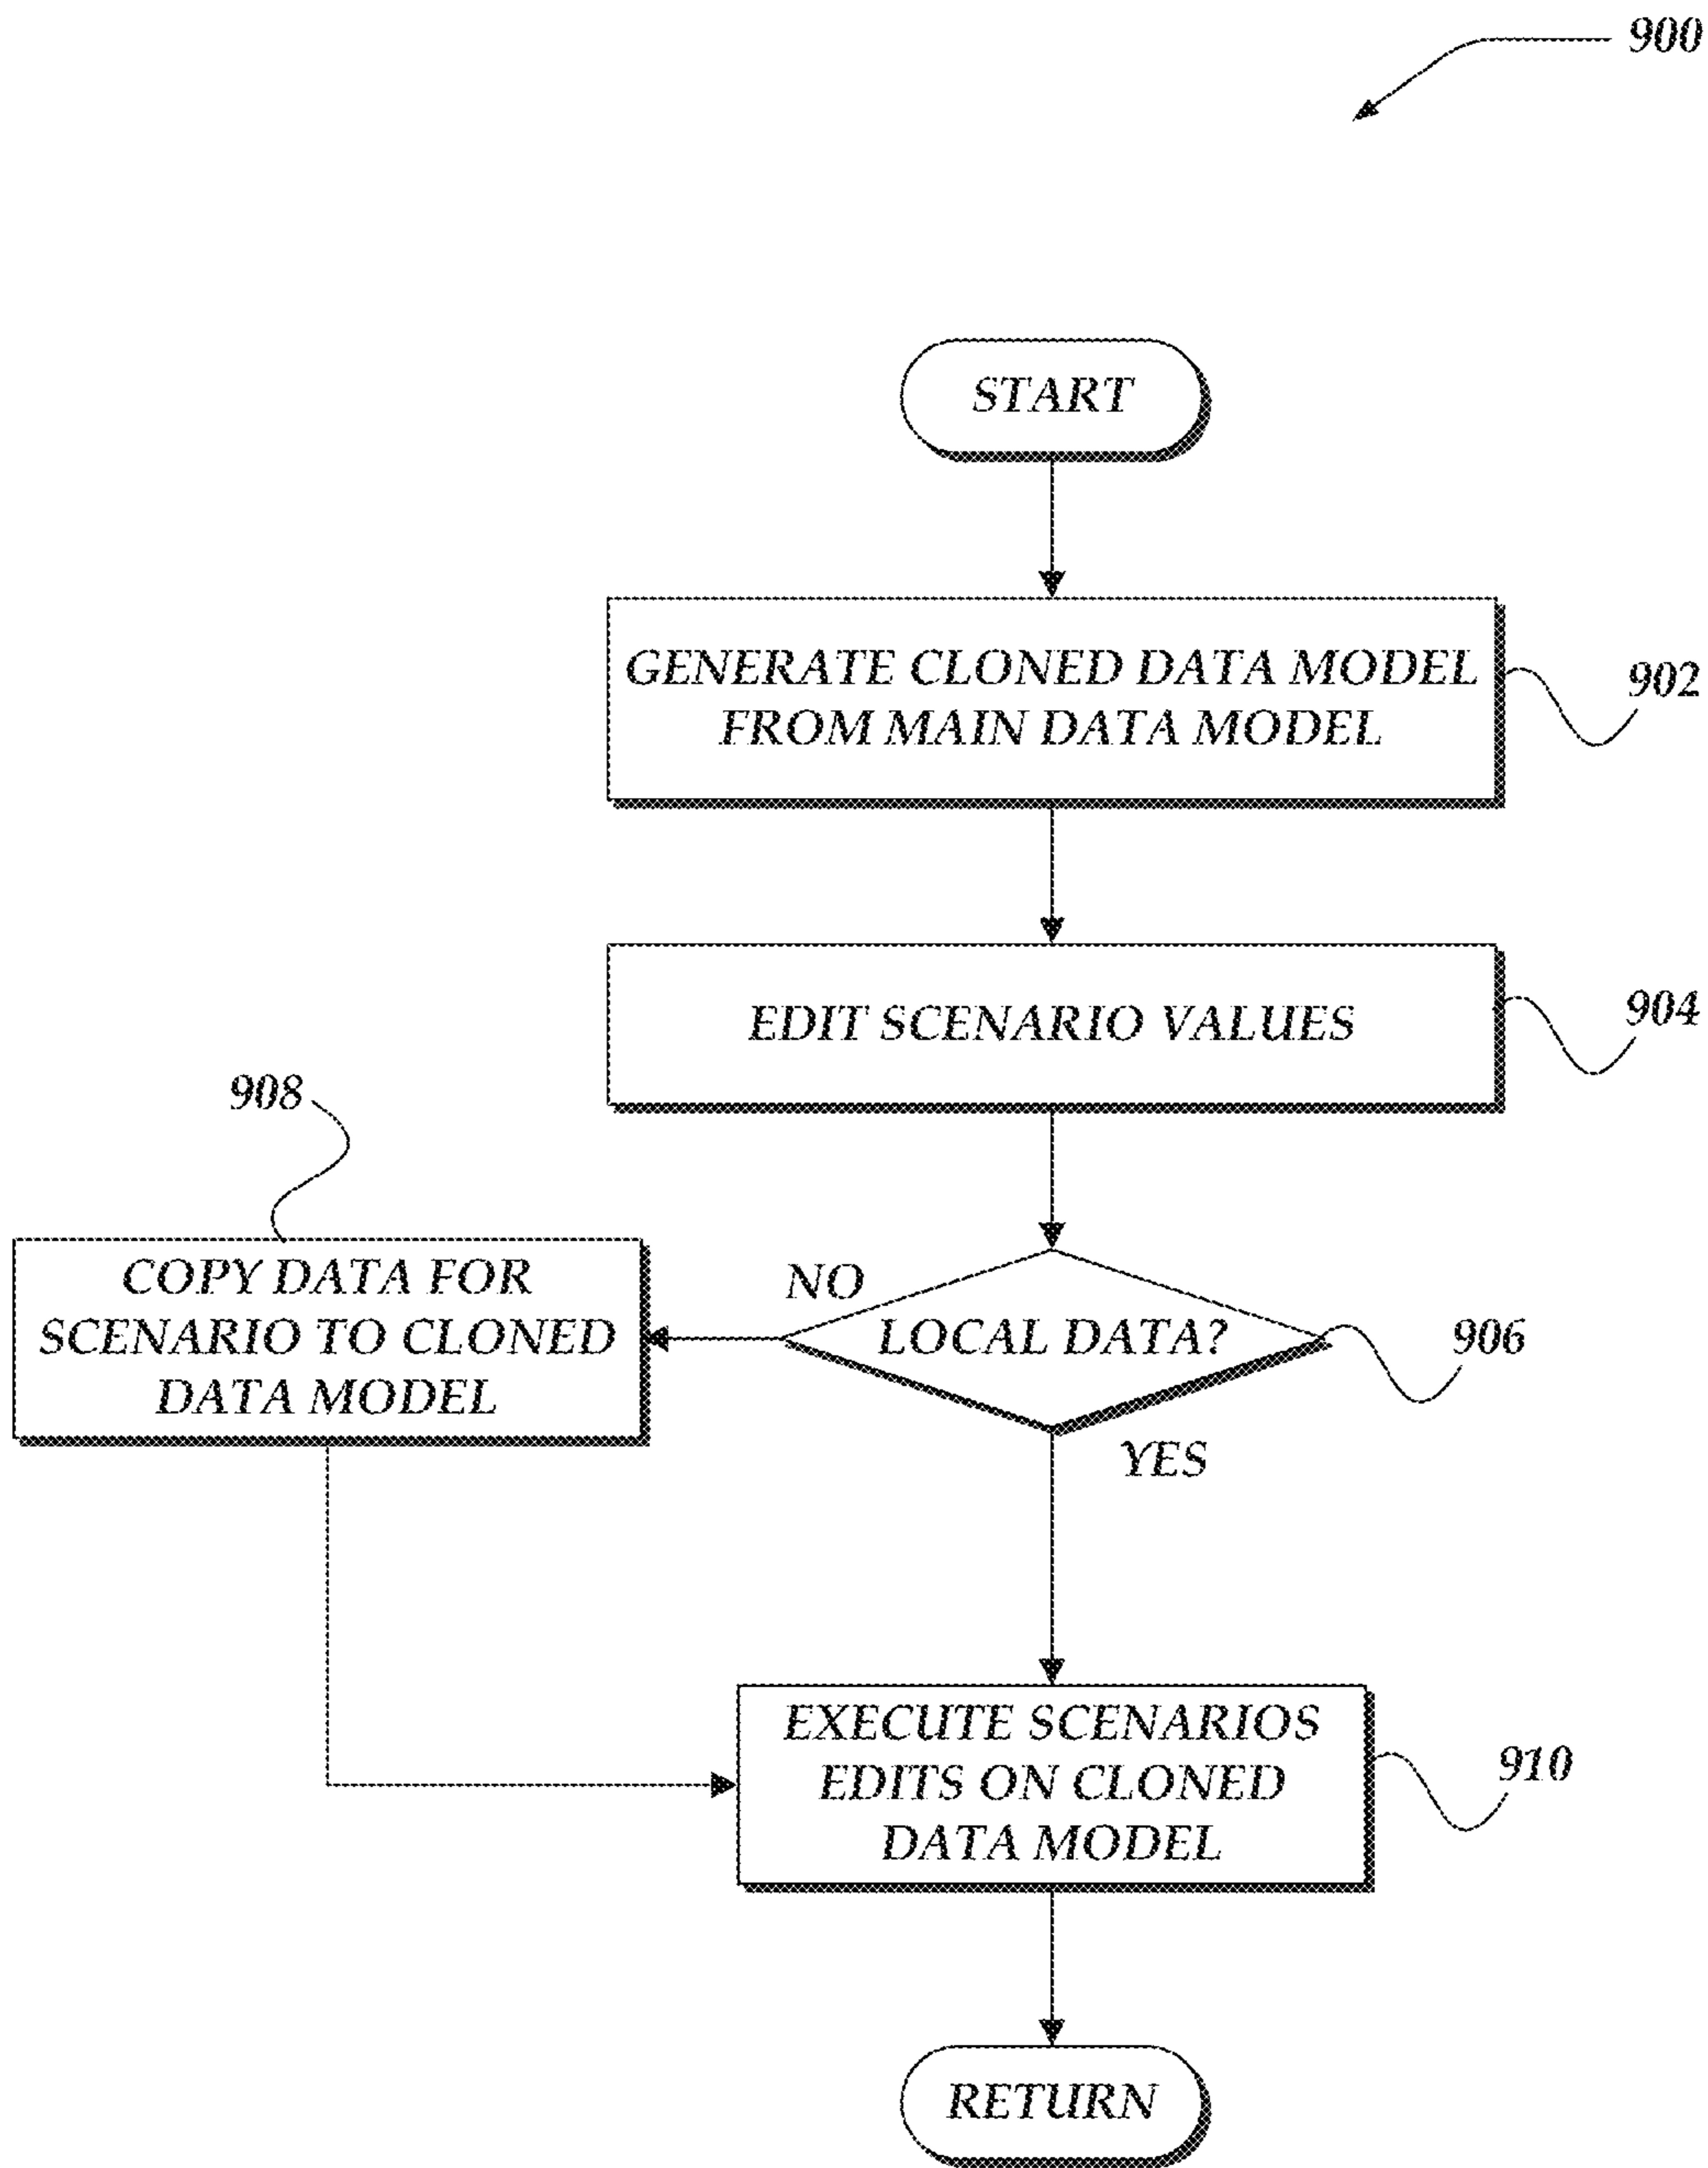 900
START
GENERATE CLONED DATA MODEL
FROM MAIN DATA MODEL
902
EDIT SCENARIO VALUES
904
908
COPY DATA FOR
SCENARIO TO CLONED
DATA MODEL
NO
LOCAL DATA?
906
YES
EXECUTE SCENARIOS
EDITS ON CLONED
DATA MODEL
910
RETURN